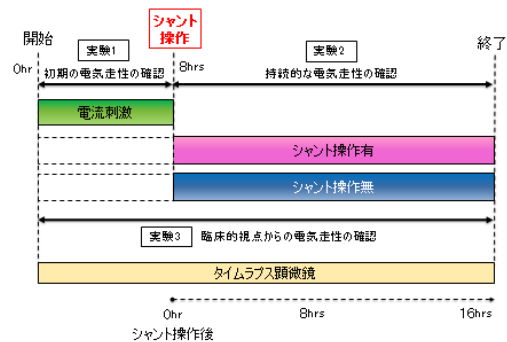 シャント
操作
開始
実験1
実験2
終了
0hr
初期の電気走性の確認
8hrs
持続的な電気走性の確認
電流刺激
シャント操作有
シャント操作無
実験3
臨床的視点からの電気走性の確認
タイムラプス顕微鏡
0hr
8hrs
16hrs
シャント操作後